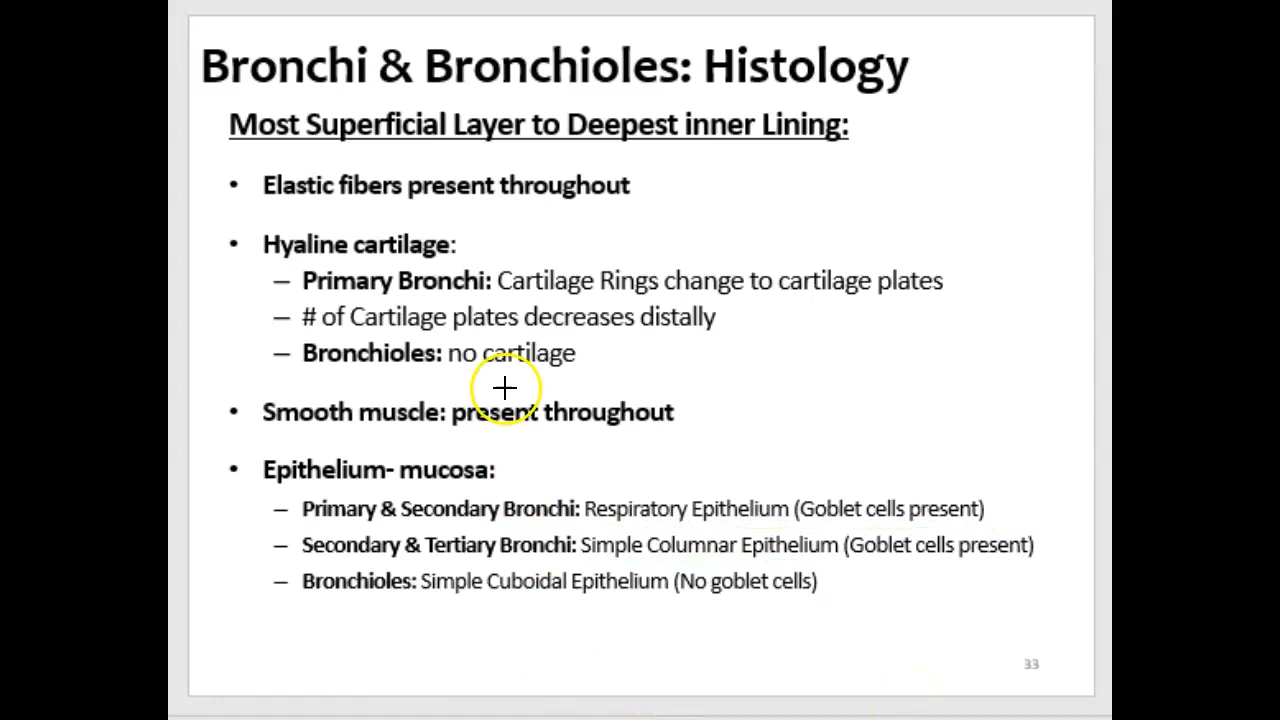 Bronchi & Bronchioles: Histology
Most Superficial Layer to Deepest inner Lining:
• Elastic fibers present throughout
• Hyaline cartilage:
– Primary Bronchi: Cartilage Rings change to cartilage plates
– # of Cartilage plates decreases distally
– Bronchioles: no cartilage
• Smooth muscle: present throughout
• Epithelium- mucosa:
– Primary & Secondary Bronchi: Respiratory Epithelium (Goblet cells present)
– Secondary & Tertiary Bronchi: Simple Columnar Epithelium (Goblet cells present)
– Bronchioles: Simple Cuboidal Epithelium (No goblet cells)
33